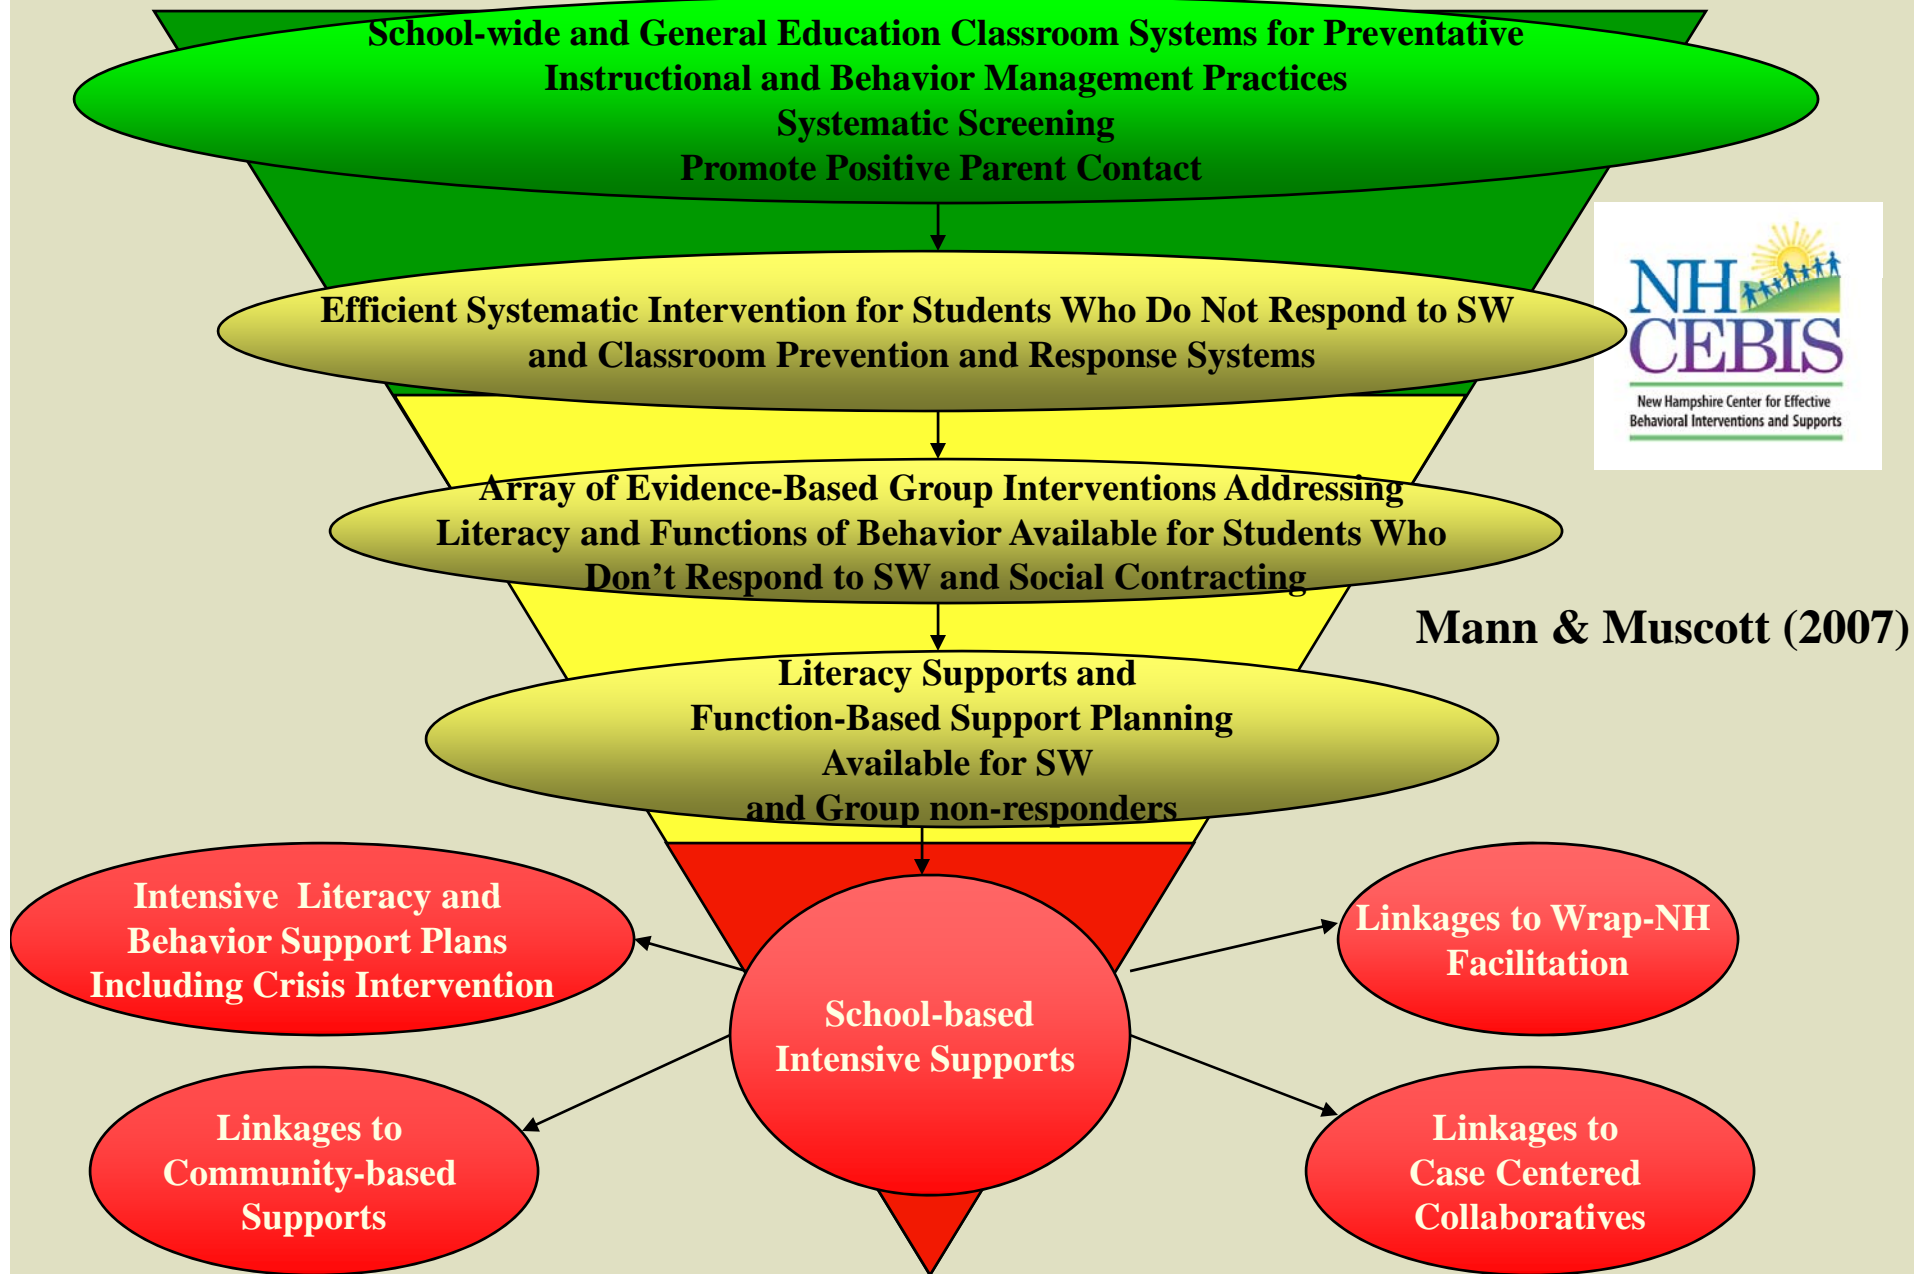 School-wide and General Education Classroom Systems for Preventative
Instructional and Behavior Management Practices
Systematic Screening
Promote Positive Parent Contact
Efficient Systematic Intervention for Students Who Do Not Respond to SW
and Classroom Prevention and Response Systems
NH
CEBIS
New Hampshire Center for Effective
Behavioral Interventions and Supports
Array of Evidence-Based Group Interventions Addressing
Literacy and Functions of Behavior Available for Students Who
Don’t Respond to SW and Social Contracting
Mann & Muscott (2007)
Literacy Supports and
Function-Based Support Planning
Available for SW
and Group non-responders
Intensive Literacy and
Behavior Support Plans
Including Crisis Intervention
Linkages to Wrap-NH
Facilitation
School-based
Intensive Supports
Linkages to
Community-based
Supports
Linkages to
Case Centered
Collaboratives